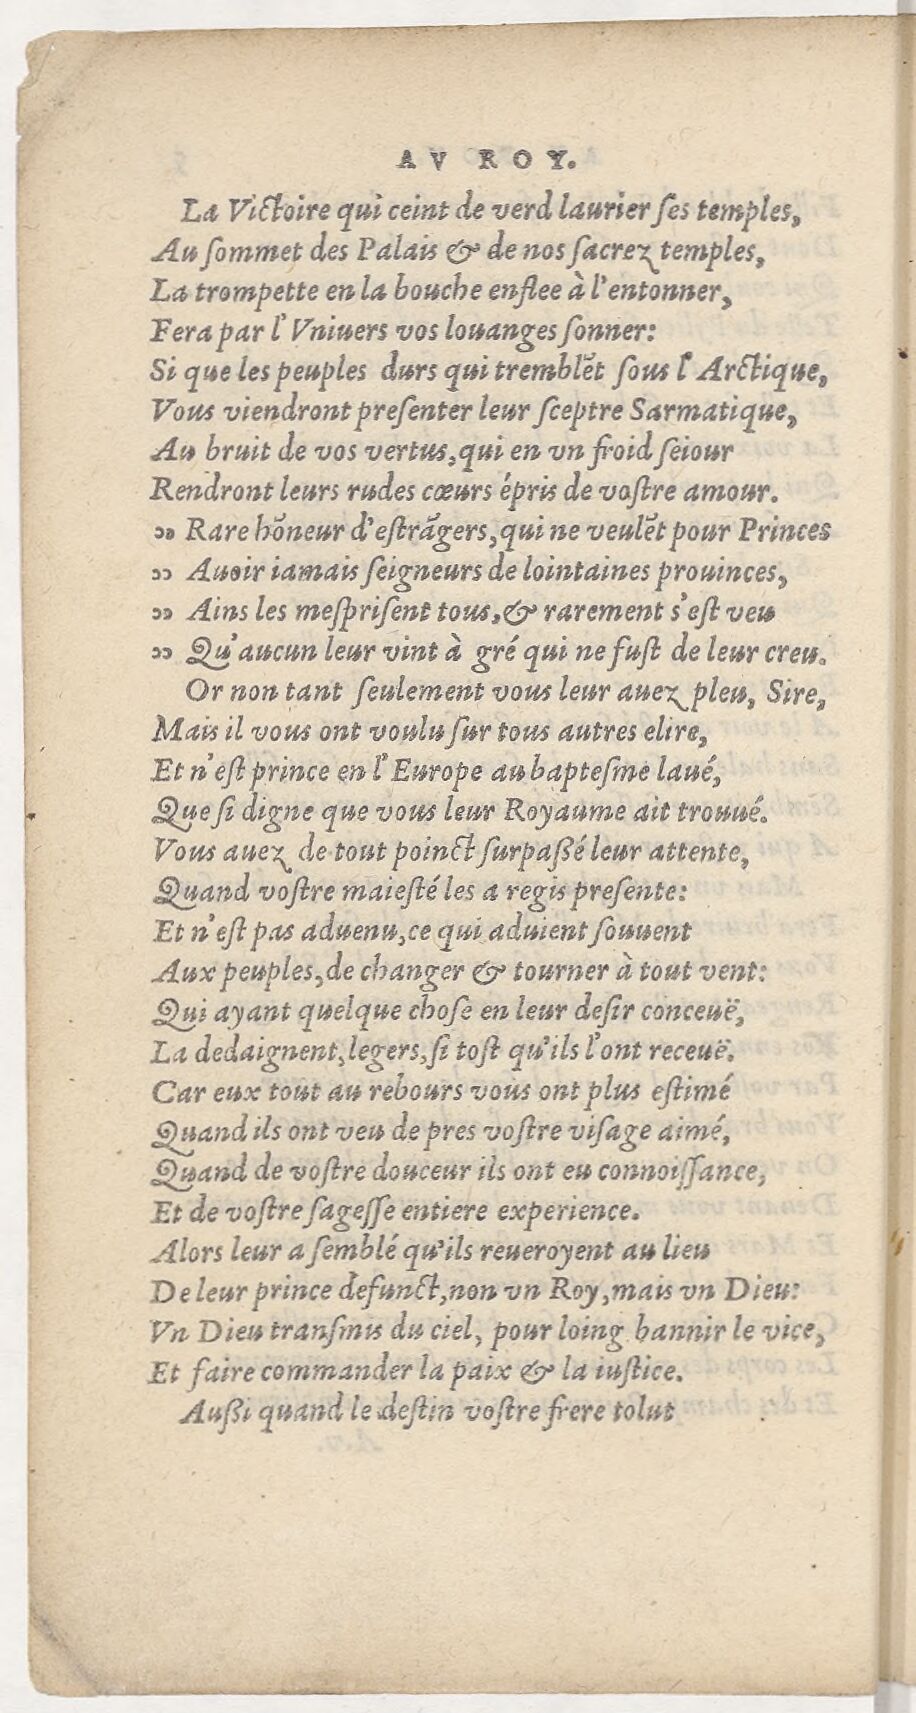 AV ROY.
La Victoire qui ceint de verd laurier ſes temples,
Au ſommet des Palais & de nos ſacrez temples,
La trompette en la bouche enflee à l'entonner,
Fera par l'Vniuers vos louanges ſonner:
Si que les peuples durs qui tremblẽt ſous l'Arctique,
Vous viendront preſenter leur ſceptre Sarmatique,
Au bruit de vos vertus, qui en vn froid ſeiour
Rendront leurs rudes cœurs épris de voſtre amour.
„ Rare hõneur d'eſtrãgers, qui ne veulẽt pour Princes
„ Auoir iamais ſeigneurs de lointaines prouinces,
„ Ains les meſpriſent tous, & rarement s'eſt veu
„ Qu'aucun leur vint à gré qui ne fuſt de leur creu.
Or non tant ſeulement vous leur auez pleu, Sire,
Mais il vous ont voulu ſur tous autres elire,
Et n'eſt prince en l'Europe au bapteſme laué,
Que ſi digne que vous leur Royaume ait trouué.
Vous auez de tout poinct ſurpaßé leur attente,
Quand voſtre maieſté les a regis preſente:
Et n'eſt pas aduenu, ce qui aduient ſouuent
Aux peuples, de changer & tourner à tout vent:
Qui ayant quelque choſe en leur deſir conceuë,
La dedaignent, legers, ſi toſt qu'ils l'ont receuë.
Car eux tout au rebours vous ont plus eſtimé
Quand ils ont veu de pres voſtre viſage aimé,
Quand de voſtre douceur ils ont eu connoiſſance,
Et de voſtre ſageſſe entiere experience.
Alors leur a ſemblé qu'ils reueroyent au lieu
De leur prince defunct, non vn Roy, mais vn Dieu:
Vn Dieu tranſmis du ciel, pour loing bannir le vice,
Et faire commander la paix & la iuſtice.
Außi quand le deſtin voſtre frere tolut